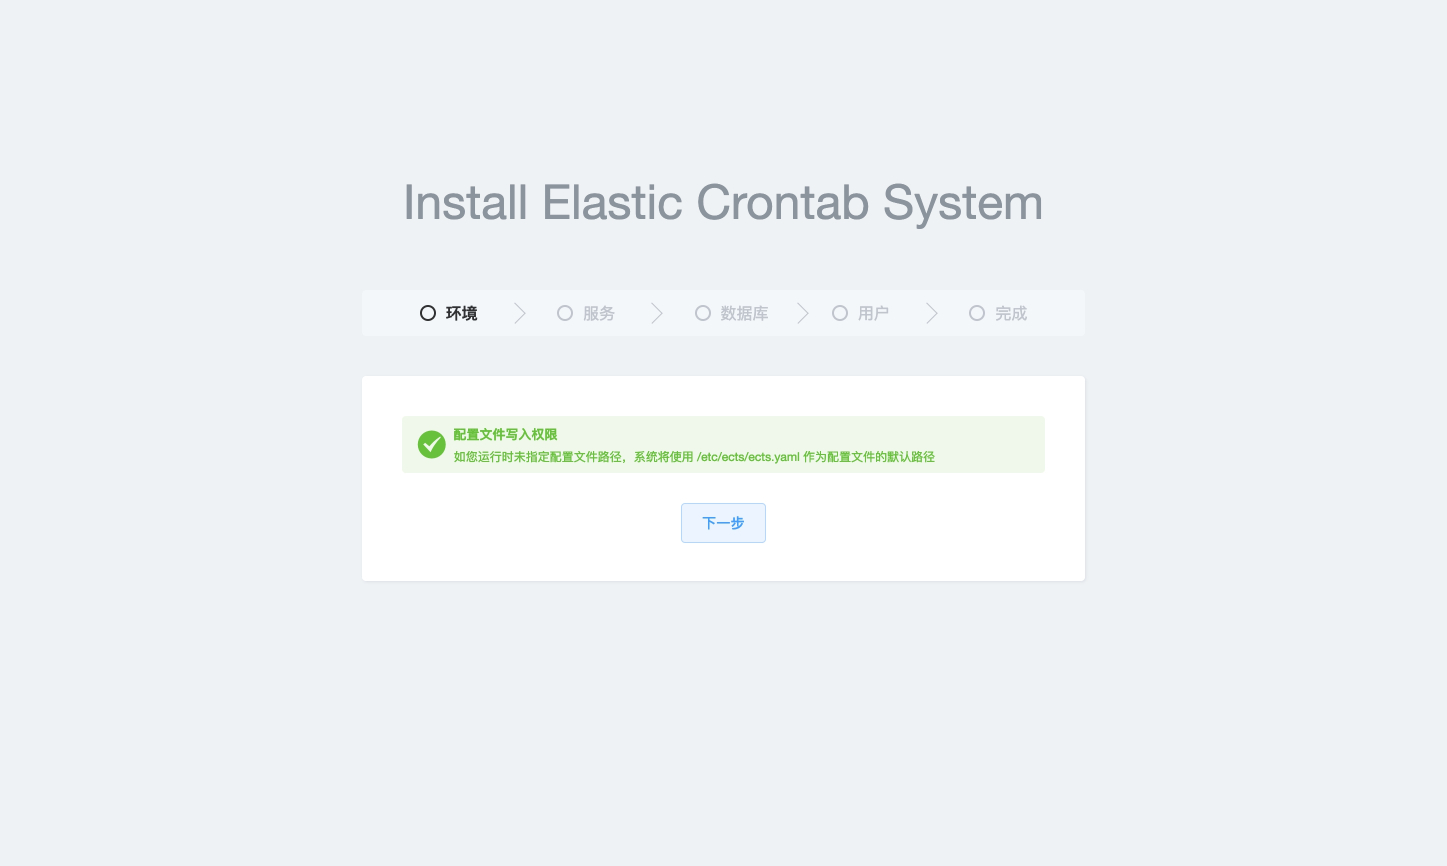 Install Elastic Crontab System
环境 服务 数据库 用户 完成
配置文件写入权限
如您运行时未指定配置文件路径，系统将使用 /etc/ects/ects.yaml 作为配置文件的默认路径
下一步